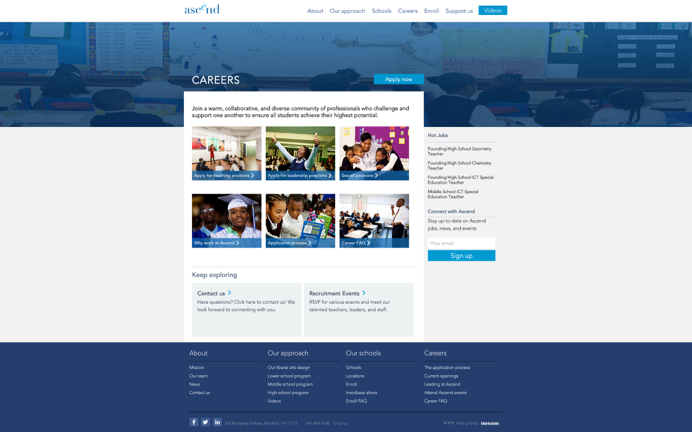 ascend
About Our approach Schools Careers Enroll Support us Videos
CAREERS
Apply now
Join a warm, collaborative, and diverse community of professionals who challenge and
support one another to ensure all students achieve their highest potential.
Apply for teaching positions
Apply for leadership positions
See all positions
Why work at Ascend
Application process
Career FAQ
Keep exploring
Contact us
Have questions? Click here to contact us! We
look forward to connecting with you.
Recruitment Events
RSVP for various events and meet our
talented teachers, leaders, and staff.
Hot Jobs
Founding High School Geometry
Teacher
Founding High School Chemistry
Teacher
Founding High School ICT Special
Education Teacher
Middle School ICT Special
Education Teacher
Connect with Ascend
Stay up-to-date on Ascend
jobs, news, and events
Your email
Sign up
About
Mission
Our team
News
Contact us
Our approach
Our liberal arts design
Lower school program
Middle school program
High school program
Videos
Our schools
Schools
Locations
Enroll
Inscríbase ahora
Enroll FAQ
Careers
The application process
Current openings
Leading at Ascend
Attend Ascend events
Career FAQ
Brooklyn, NY 11212
Email us
Privacy Policy